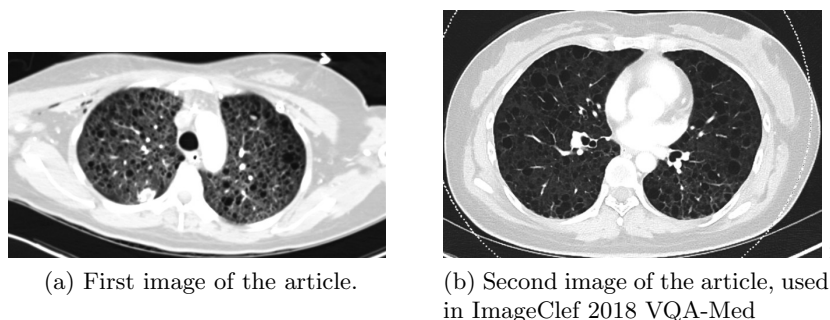 (a) First image of the article.
(b) Second image of the article, used
in ImageClef 2018 VQA-Med